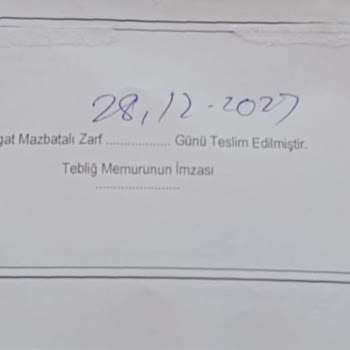 28.12.2027
gat Mazbatalı Zarf .................. Günü Teslim Edilmiştir.
Tebliğ Memurunun İmzası
........................